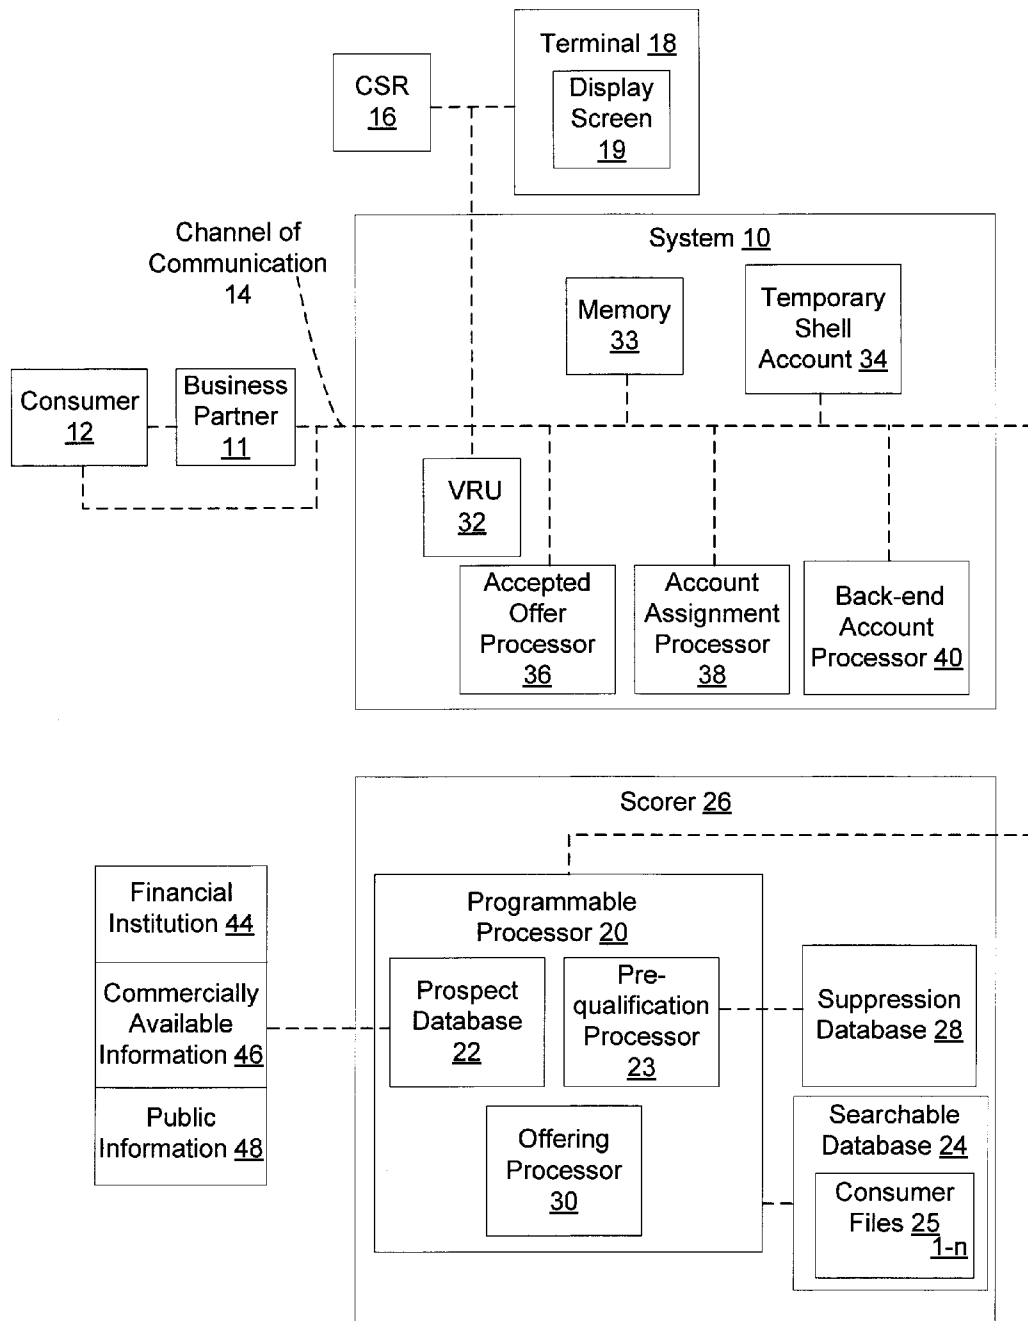 Terminal 18
CSR
16
Display
Screen
19
Channel of
Communication
14
System 10
Memory
33
Temporary
Shell
Account 34
Consumer
12
Business
Partner
11
VRU
32
Accepted
Offer
Processor
36
Account
Assignment
Processor
38
Back-end
Account
Processor 40
Scorer 26
Financial
Institution 44
Commercially
Available
Information 46
Public
Information 48
Programmable
Processor 20
Prospect
Database
22
Pre-
qualification
Processor
23
Suppression
Database 28
Offering
Processor
30
Searchable
Database 24
Consumer
Files 25
1-n